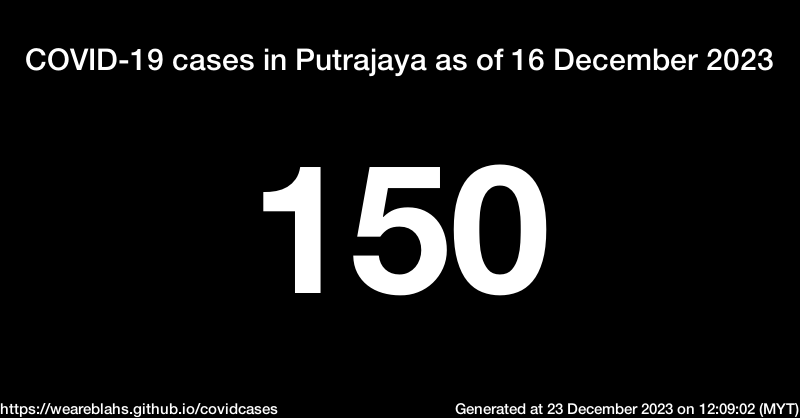 COVID-19 cases in Putrajaya as of 16 December 2023
150
https://weareblahs.github.io/covidcases
Generated at 23 December 2023 on 12:09:02 (MYT)